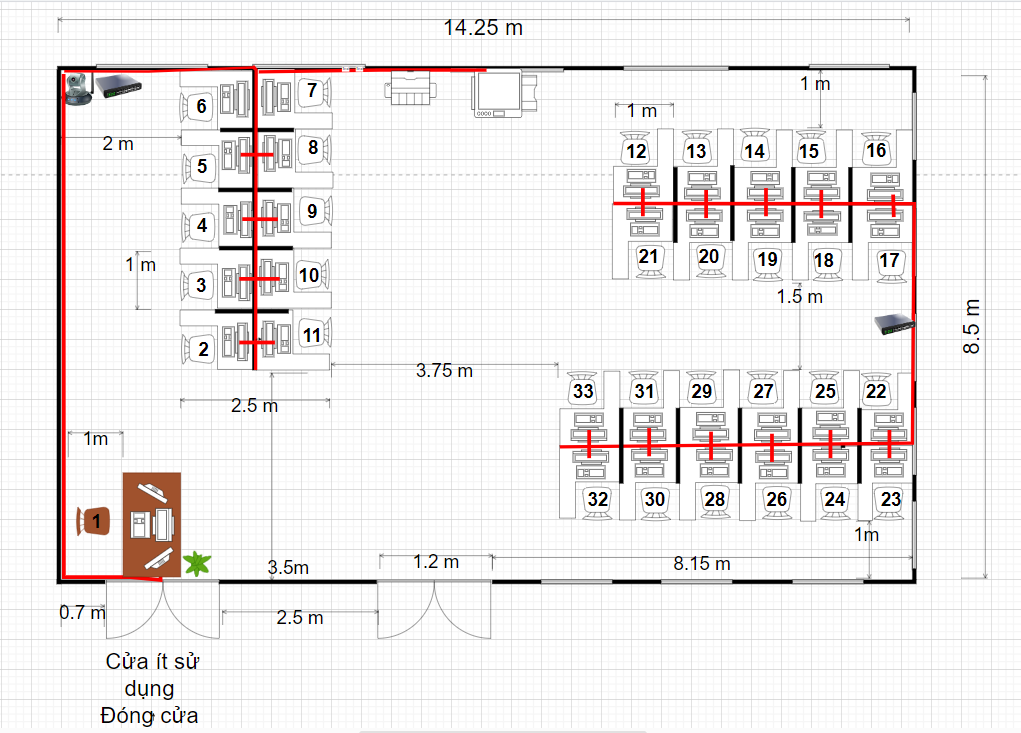 14.25 m
1 m
6
7
1 m
2 m
5
8
12
13
14
15
16
4
9
1 m
3
10
21
20
19
18
17
1.5 m
2
11
8.5 m
3.75 m
2.5 m
33
31
29
27
25
22
1m
1
32
30
28
26
24
23
1m
3.5m
1.2 m
8.15 m
0.7 m
2.5 m
Cửa ít sử
dụng
Đóng cửa